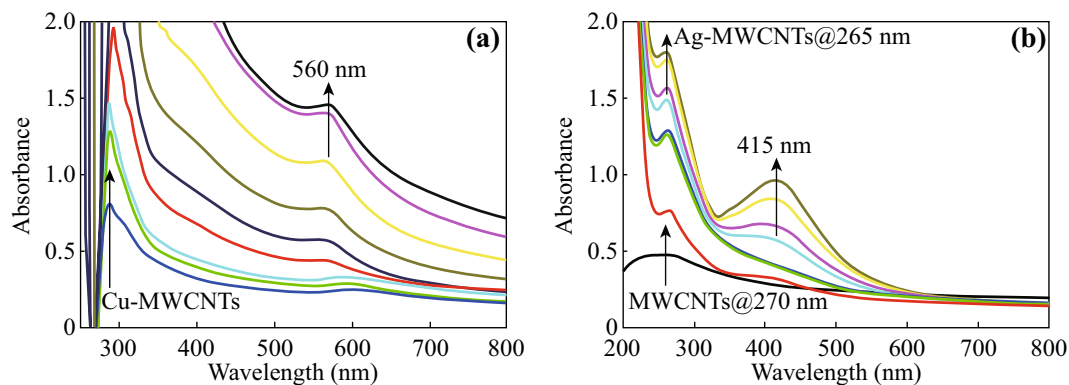 (a)
560 nm
Cu-MWCNTs
Absorbance
2.0
1.5
1.0
0.5
0
300 400 500 600 700 800
Wavelength (nm)
(b)
Ag-MWCNTs@265 nm
415 nm
MWCNTs@270 nm
Absorbance
2.0
1.5
1.0
0.5
0
200 300 400 500 600 700 800
Wavelength (nm)